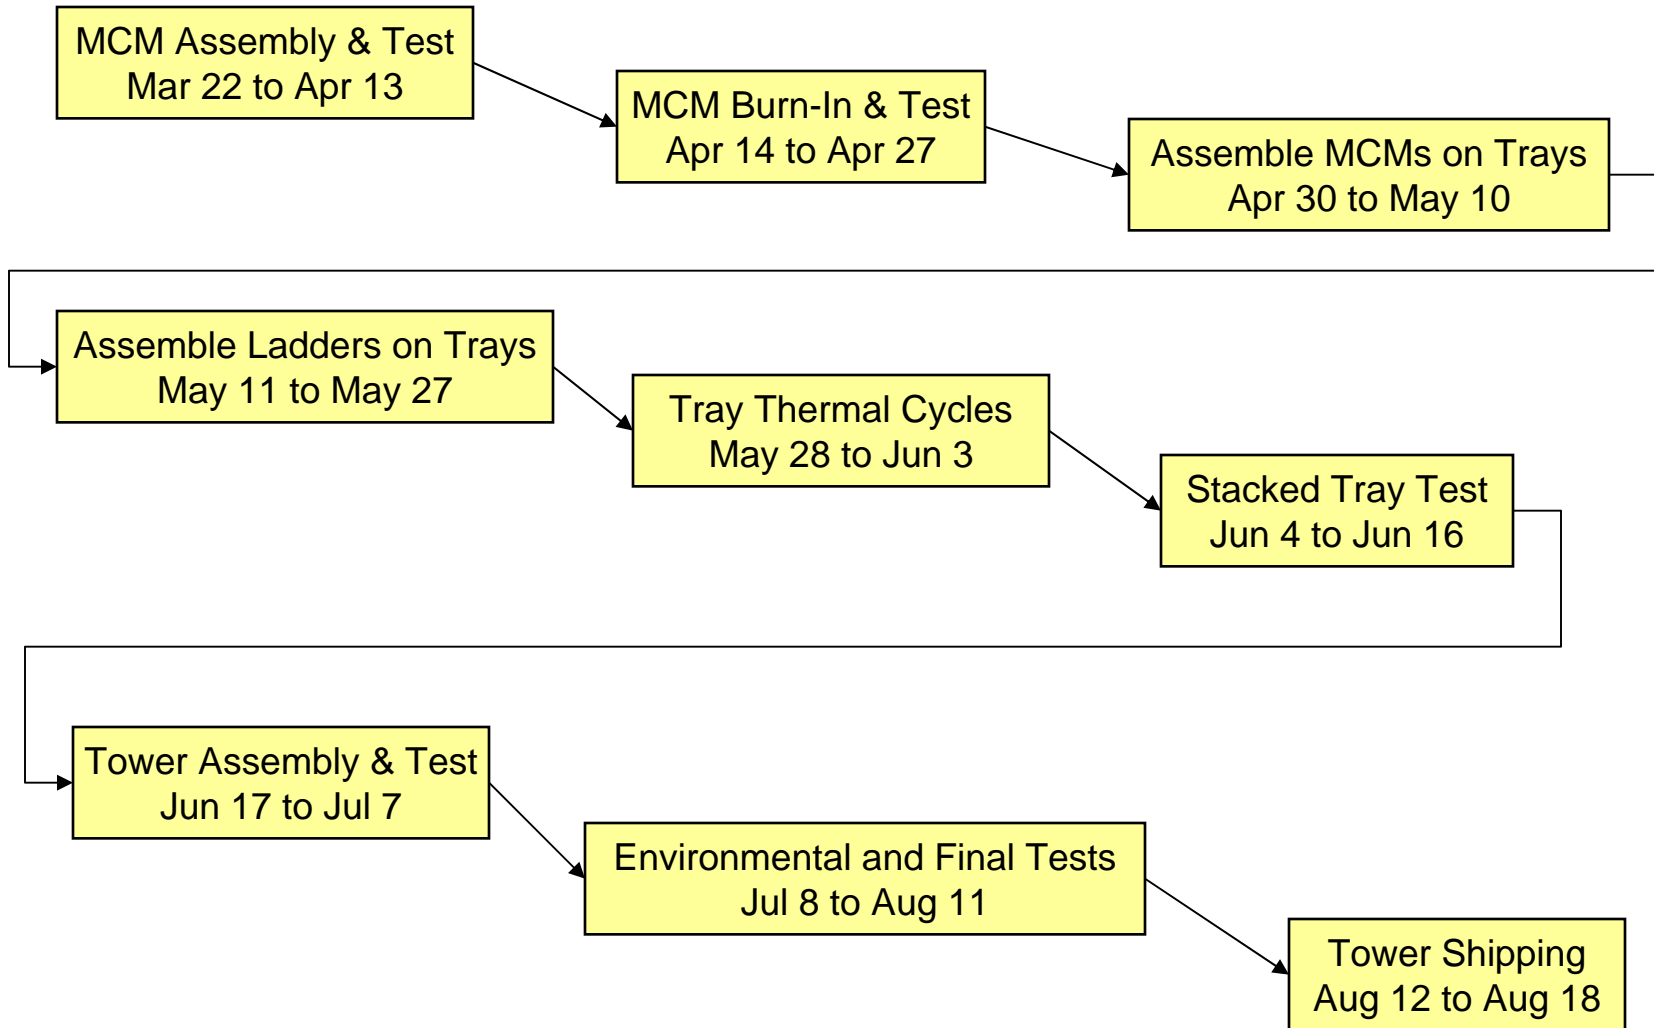 MCM Assembly & Test
Mar 22 to Apr 13
MCM Burn-In & Test
Apr 14 to Apr 27
Assemble MCMs on Trays
Apr 30 to May 10
Assemble Ladders on Trays
May 11 to May 27
Tray Thermal Cycles
May 28 to Jun 3
Stacked Tray Test
Jun 4 to Jun 16
Tower Assembly & Test
Jun 17 to Jul 7
Environmental and Final Tests
Jul 8 to Aug 11
Tower Shipping
Aug 12 to Aug 18